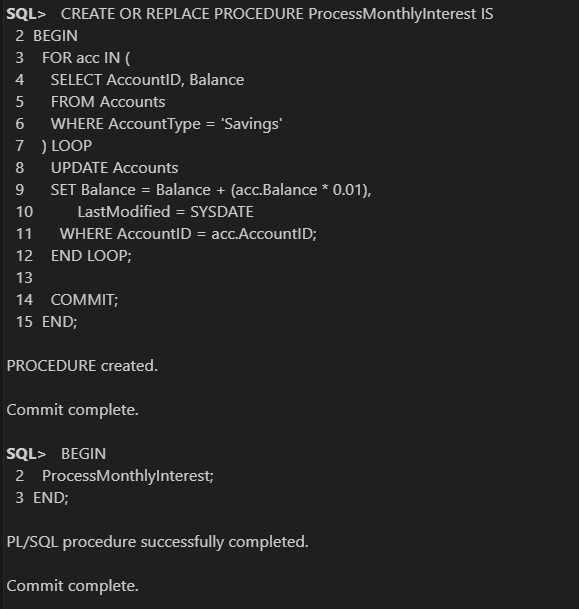 SQL> CREATE OR REPLACE PROCEDURE ProcessMonthlyInterest IS
2 BEGIN
3 FOR acc IN (
4 SELECT AccountID, Balance
5 FROM Accounts
6 WHERE AccountType = 'Savings'
7 ) LOOP
8 UPDATE Accounts
9 SET Balance = Balance + (acc.Balance * 0.01),
10 LastModified = SYSDATE
11 WHERE AccountID = acc.AccountID;
12 END LOOP;
13
14 COMMIT;
15 END;
PROCEDURE created.
Commit complete.
SQL> BEGIN
2 ProcessMonthlyInterest;
3 END;
PL/SQL procedure successfully completed.
Commit complete.